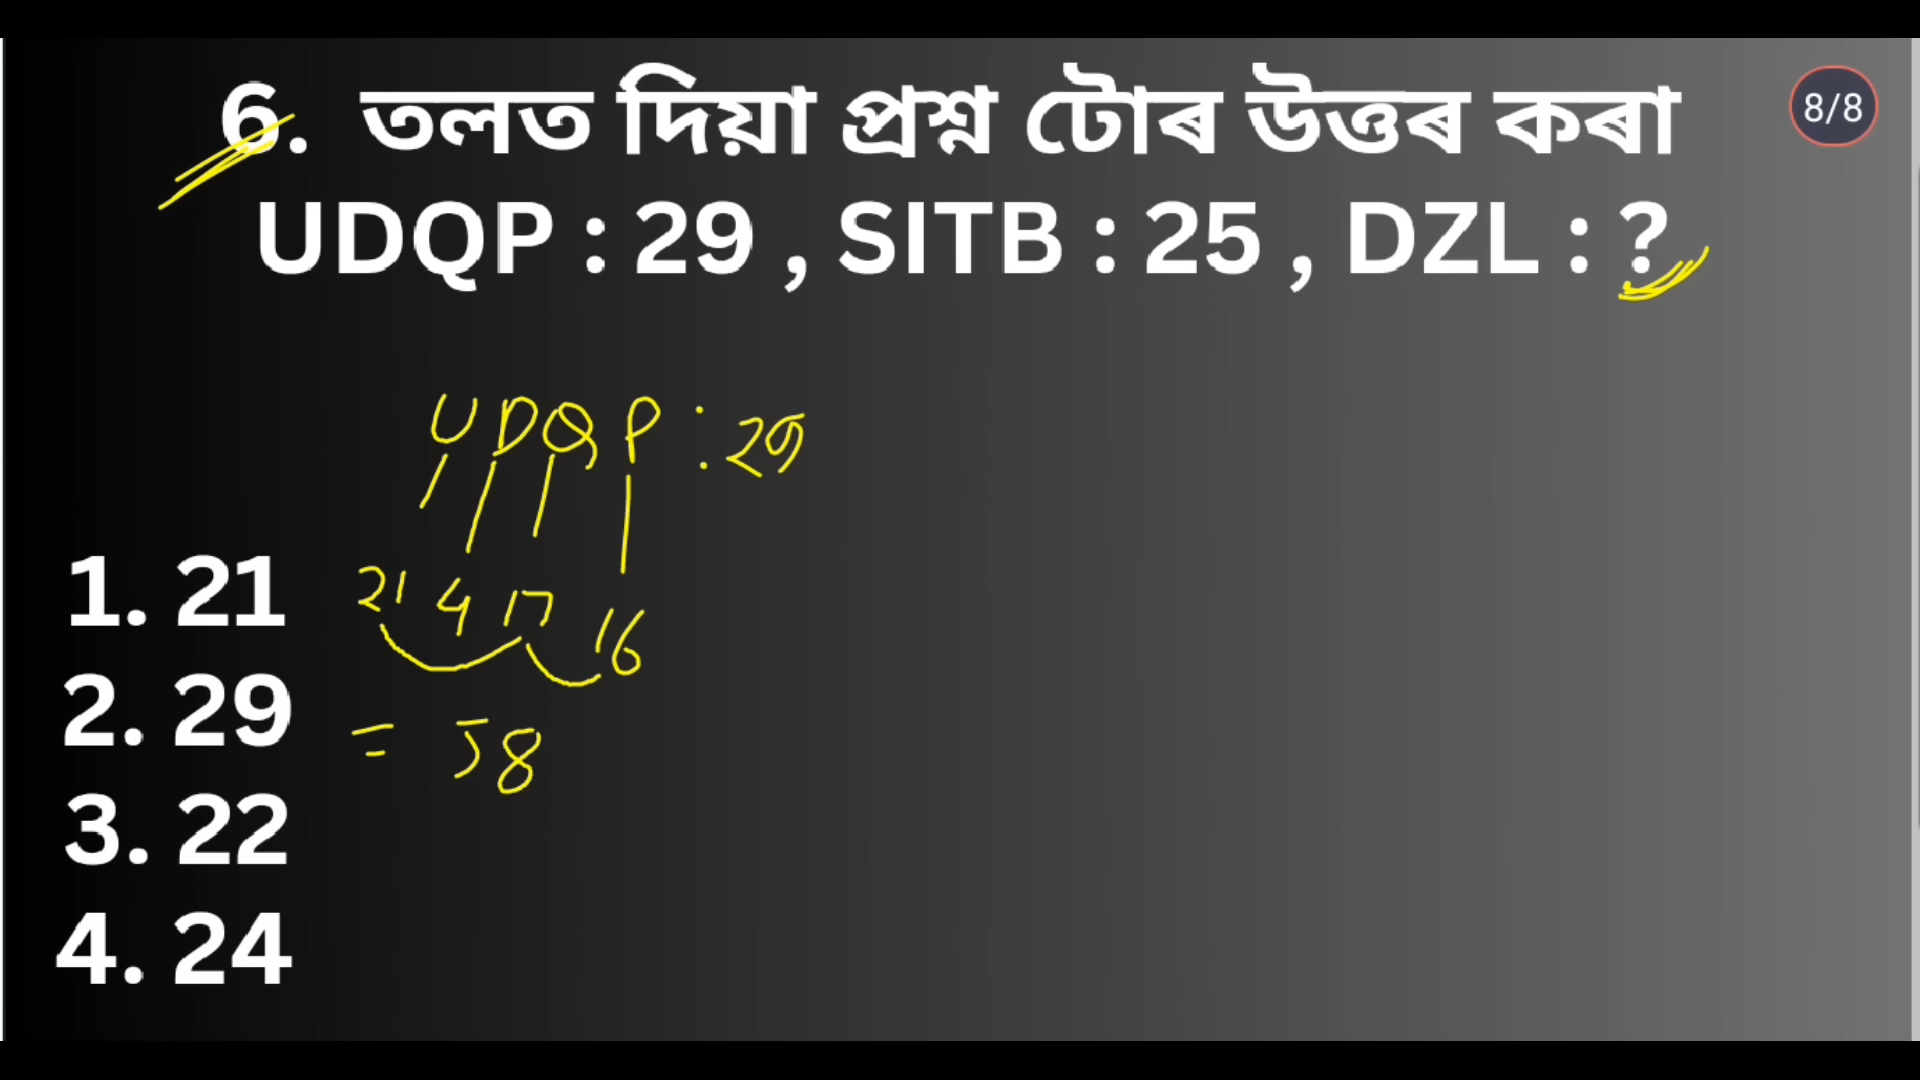 6. তলত দিয়া প্ৰশ্ন টোৰ উত্তৰ কৰা
8/8
UDQP : 29 , SITB : 25 , DZL : ?
U D Q P : 29
21 4 17 16
= 58
1. 21
2. 29
3. 22
4. 24